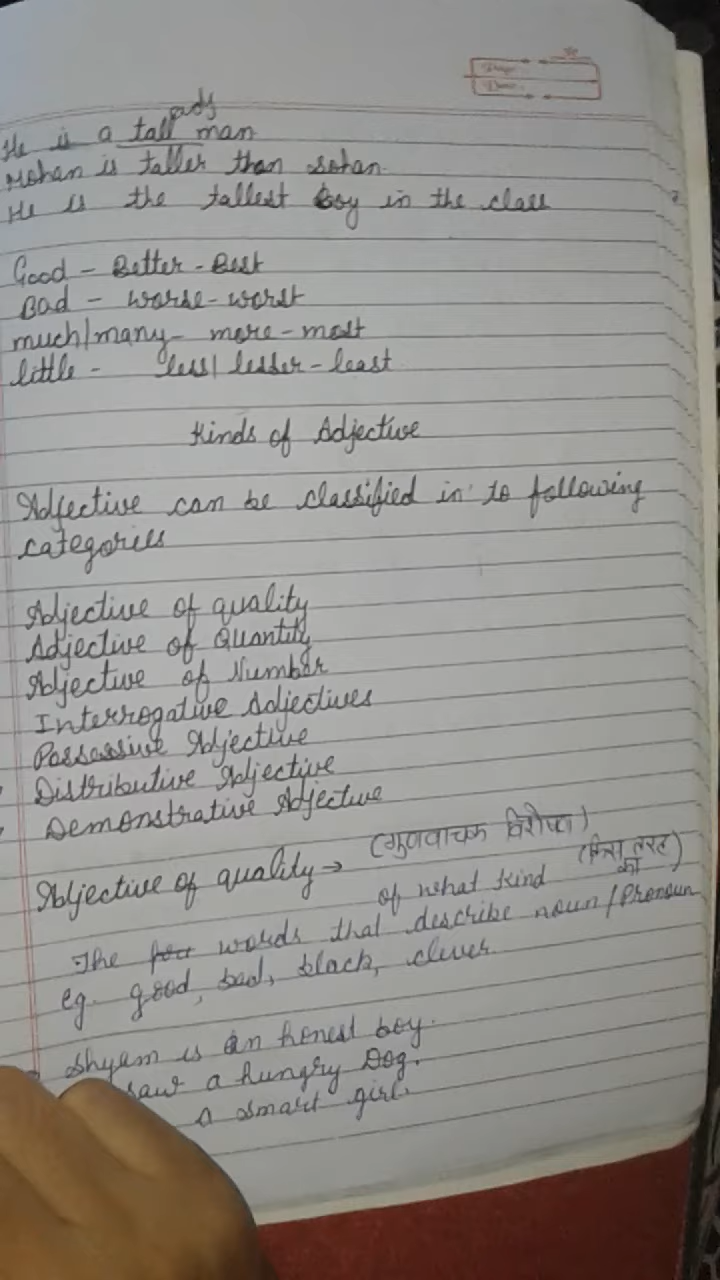 adj
He is a tall man
Mohan is taller than sohan.
He is the tallest boy in the class
Good - Better - Best
Bad - worse - worst
much/many - more - most
little - less/lesser - least
Kinds of Adjective
Adjective can be classified in to following
categories
Adjective of quality
Adjective of Quantity
Adjective of Number
Interrogative Adjectives
Possessive Adjective
Distributive Adjective
Demonstrative Adjective
Adjective of quality → (गुणवाचक विशेषण)
of what kind (किस तरह का)
The words that describe noun/Pronoun
eg. good, bad, black, clever
Shyam is an honest boy.
saw a hungry Dog.
a smart girl.